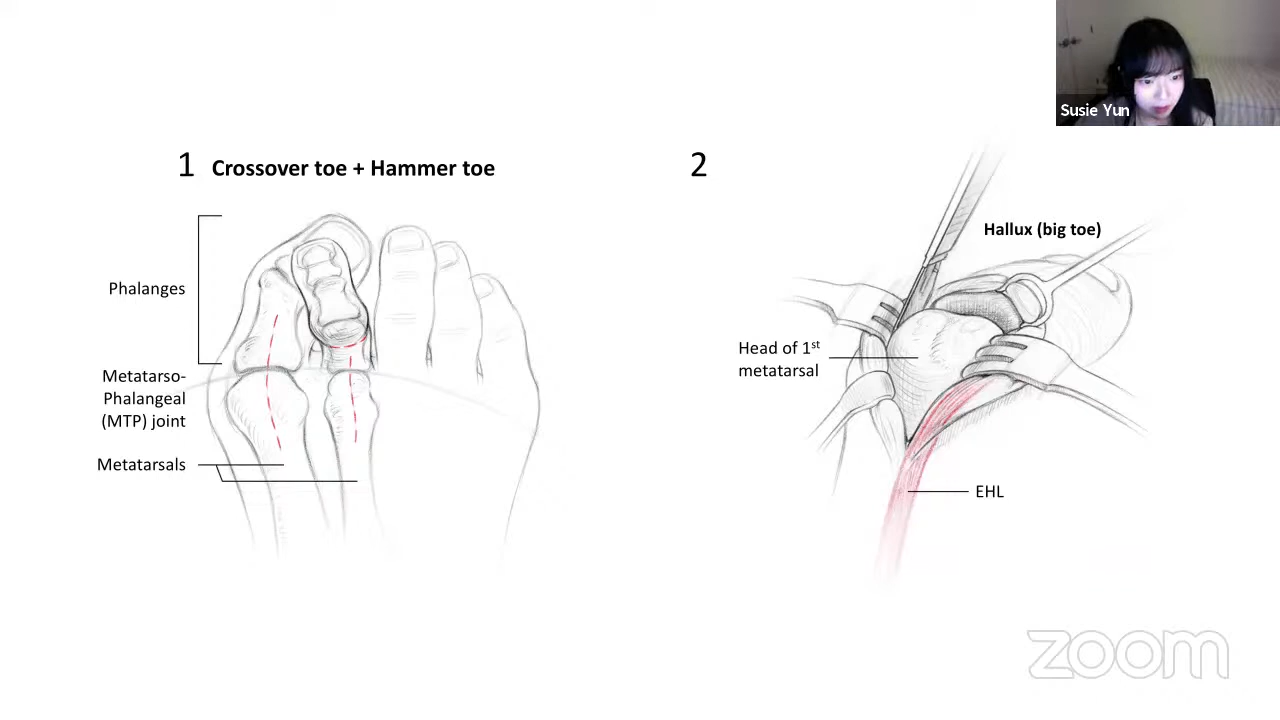 Susie Yun
1 Crossover toe + Hammer toe
Phalanges
Metatarso-
Phalangeal
(MTP) joint
Metatarsals
2
Hallux (big toe)
Head of 1st
metatarsal
EHL
zoom